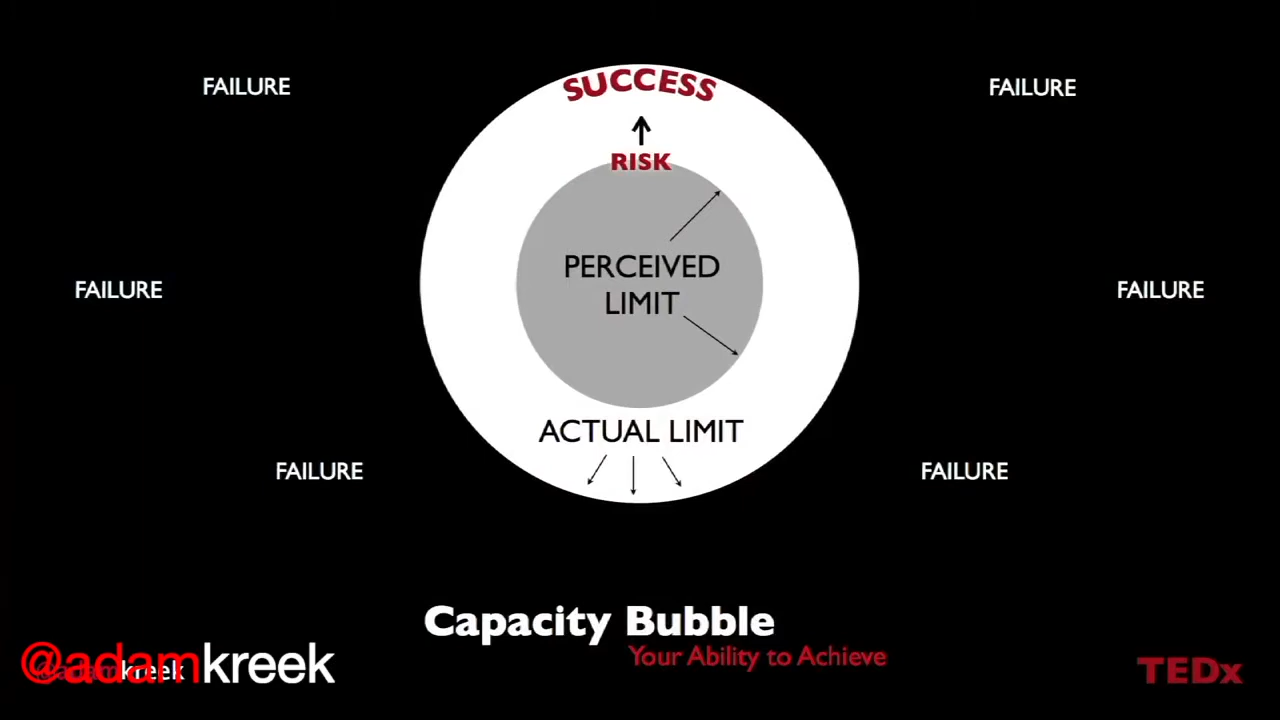 SUCCESS
FAILURE
FAILURE
RISK
PERCEIVED
LIMIT
FAILURE
FAILURE
ACTUAL LIMIT
FAILURE
FAILURE
Capacity Bubble
Your Ability to Achieve
@adamkreek
@adamkreek
TEDx